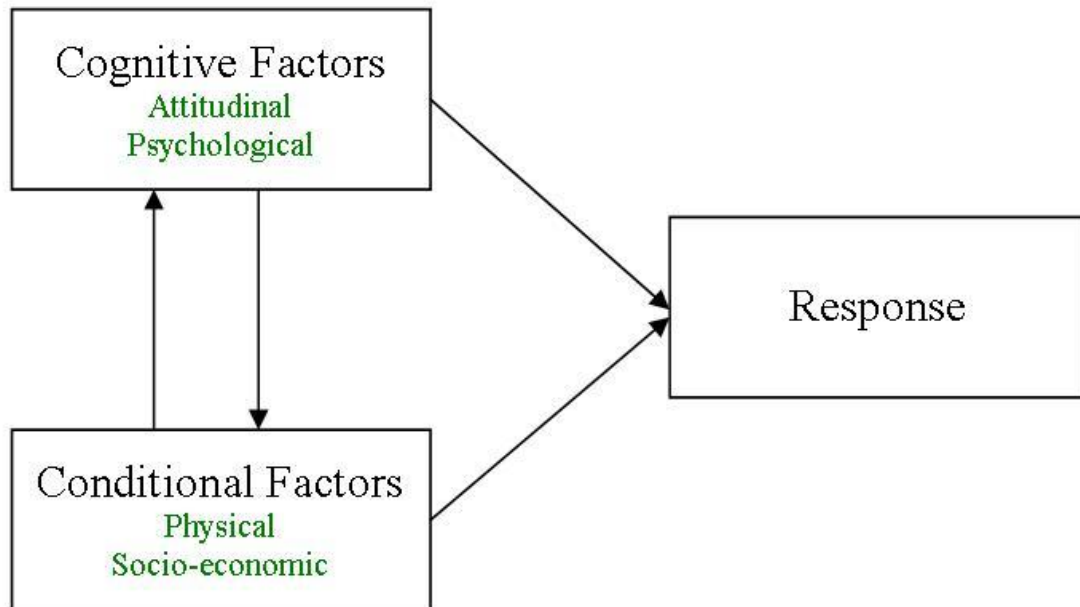 Cognitive Factors
Attitudinal
Psychological
Response
Conditional Factors
Physical
Socio-economic